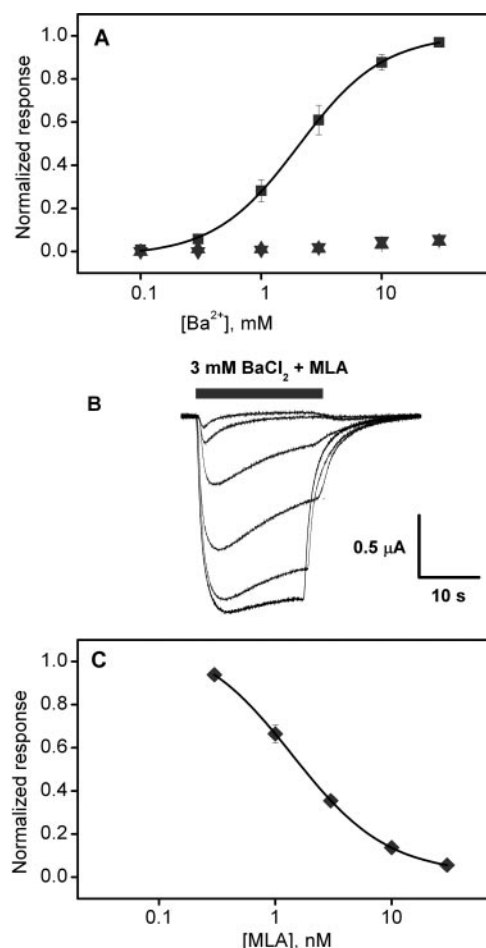 A
1.0
0.8
0.6
0.4
0.2
0.0
Normalized response
0.1 1 10
[Ba²⁺], mM
3 mM BaCl₂ + MLA
B
0.5 μA
10 s
C
1.0
0.8
0.6
0.4
0.2
0.0
Normalized response
0.1 1 10
[MLA], nM